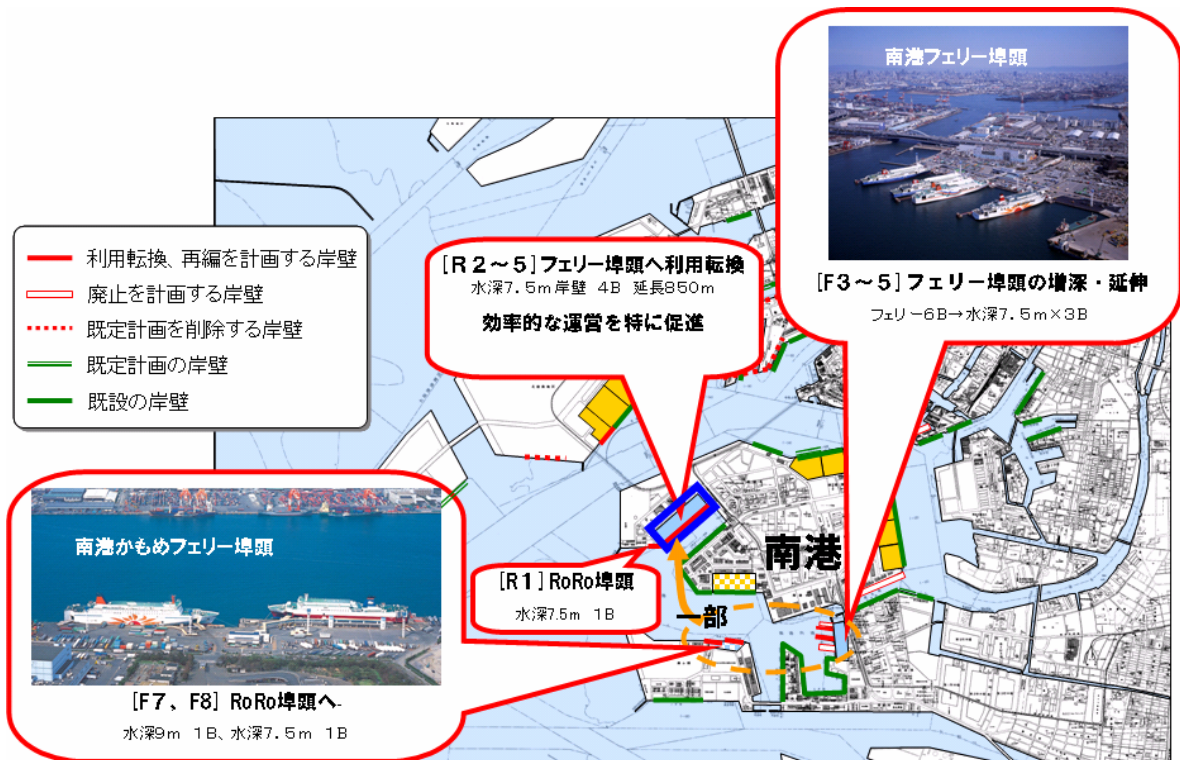 南港フェリー埠頭
[F3～5]フェリー埠頭の増深・延伸
フェリー6B→水深7.5m×3B
[R2～5]フェリー埠頭へ利用転換
水深7.5m岸壁 4B 延長850m
効率的な運営を特に促進
利用転換、再編を計画する岸壁
廃止を計画する岸壁
既定計画を削除する岸壁
既定計画の岸壁
既設の岸壁
南港
[R1]RoRo埠頭
水深7.5m 1B
一部
南港かもめフェリー埠頭
[F7、F8] RoRo埠頭へ
水深9m 1B、水深7.5m 1B